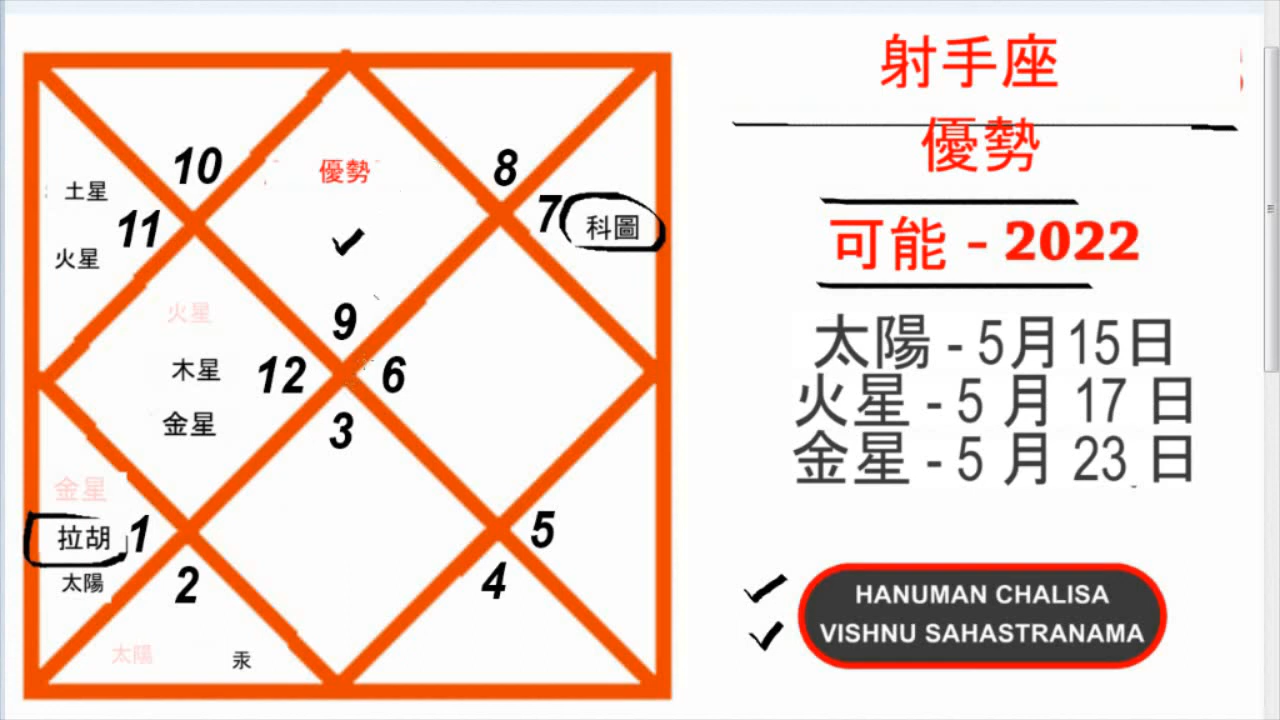 射手座
優勢
可能 - 2022
太陽 - 5月15日
火星 - 5 月 17 日
金星 - 5 月 23 日
HANUMAN CHALISA
VISHNU SAHASTRANAMA
優勢
10
8
土星
11
7
科圖
火星
火星
9
木星
12
6
金星
3
金星
拉胡
1
5
太陽
2
4
太陽
汞